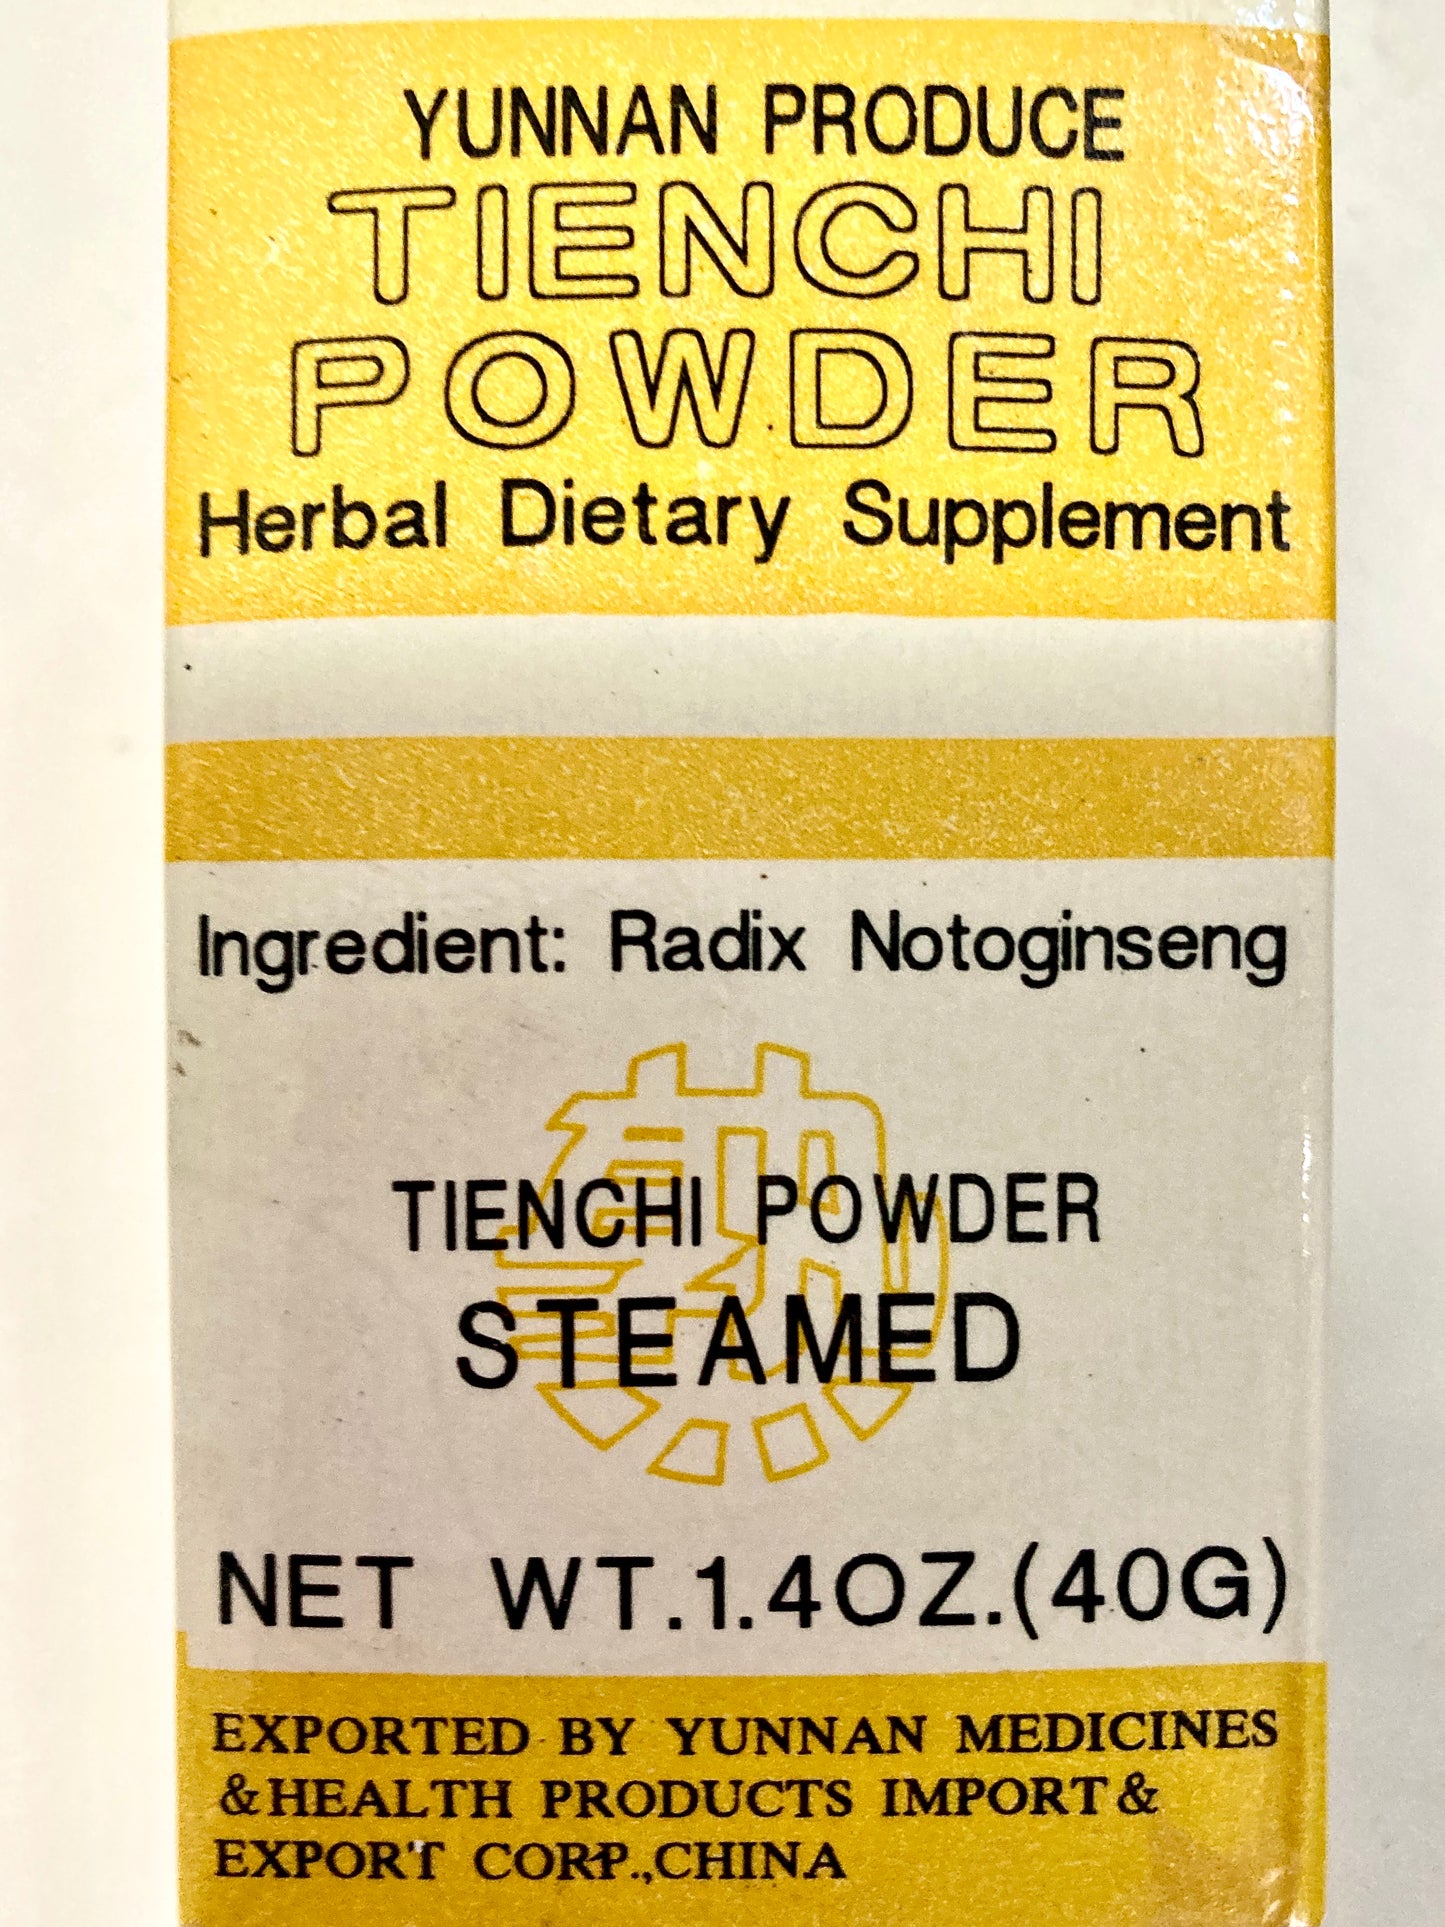 YUNNAN PRODUCE
TIENCHI
POWDER
Herbal Dietary Supplement
Ingredient: Radix Notoginseng
TIENCHI POWDER
STEAMED
NET WT.1.4OZ.(40G)
EXPORTED BY YUNNAN MEDICINES
&HEALTH PRODUCTS IMPORT&
EXPORT CORP.,CHINA